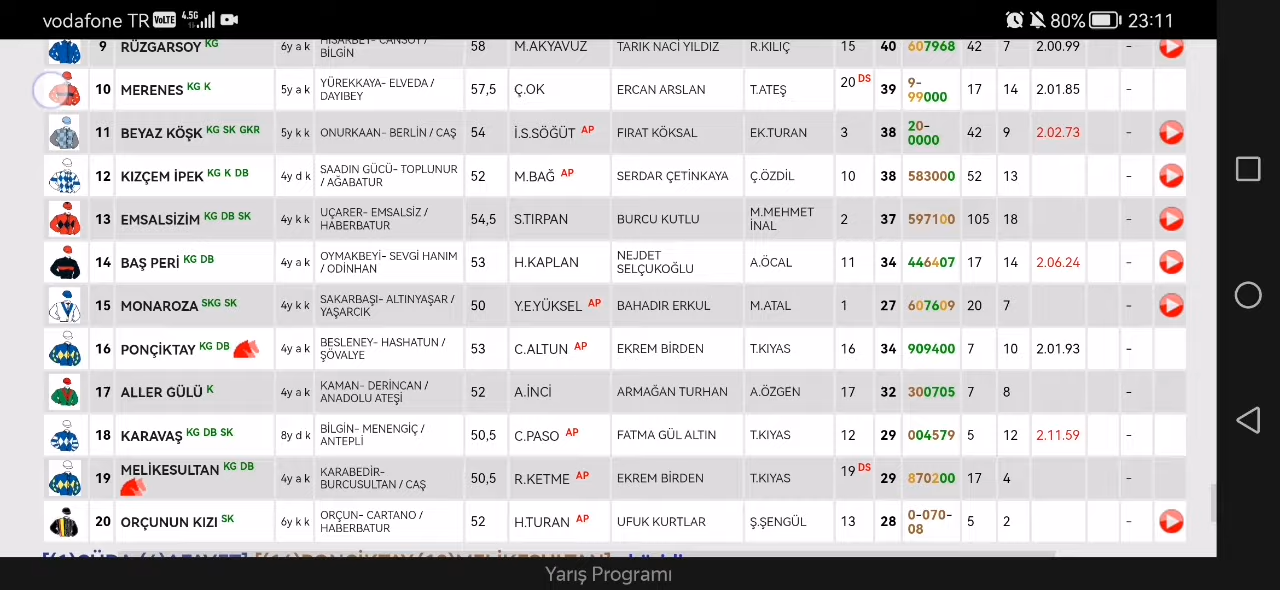 vodafone TR VoLTE 4.5G 80% 23:11
9 RÜZGARSOY KG 6y a k HİSARBEY- CANSOY / BİLGİN 58 M.AKYAVUZ TARIK NACİ YILDIZ R.KILIÇ 15 40 607968 42 7 2.00.99 -
10 MERENES KG K 5y a k YÜREKKAYA- ELVEDA / DAYIBEY 57,5 Ç.OK ERCAN ARSLAN T.ATEŞ 20 DS 39 9-99000 17 14 2.01.85 -
11 BEYAZ KÖŞK KG SK GKR 5y k k ONURKAAN- BERLİN / CAŞ 54 İ.S.SÖĞÜT AP FIRAT KÖKSAL EK.TURAN 3 38 20-0000 42 9 2.02.73 -
12 KIZÇEM İPEK KG K DB 4y d k SAADIN GÜCÜ- TOPLUNUR / AĞABATUR 52 M.BAĞ AP SERDAR ÇETİNKAYA Ç.ÖZDİL 10 38 583000 52 13 -
13 EMSALSİZİM KG DB SK 4y k k UÇARER- EMSALSİZ / HABERBATUR 54,5 S.TIRPAN BURCU KUTLU M.MEHMET İNAL 2 37 597100 105 18 -
14 BAŞ PERİ KG DB 4y a k OYMAKBEYİ- SEVGİ HANIM / ODİNHAN 53 H.KAPLAN NEJDET SELÇUKOĞLU A.ÖCAL 11 34 446407 17 14 2.06.24 -
15 MONAROZA SKG SK 4y k k SAKARBAŞI- ALTINYAŞAR / YAŞARCIK 50 Y.E.YÜKSEL AP BAHADIR ERKUL M.ATAL 1 27 607609 20 7 -
16 PONÇİKTAY KG DB 4y a k BESLENEY- HASHATUN / ŞÖVALYE 53 C.ALTUN AP EKREM BİRDEN T.KIYAS 16 34 909400 7 10 2.01.93 -
17 ALLER GÜLÜ K 4y a k KAMAN- DERİNCAN / ANADOLU ATEŞİ 52 A.İNCİ ARMAĞAN TURHAN A.ÖZGEN 17 32 300705 7 8 -
18 KARAVAŞ KG DB SK 8y d k BİLGİN- MENENGİÇ / ANTEPLİ 50,5 C.PASO AP FATMA GÜL ALTIN T.KIYAS 12 29 004579 5 12 2.11.59 -
19 MELİKESULTAN KG DB 4y a k KARABEDİR- BURCUSULTAN / CAŞ 50,5 R.KETME AP EKREM BİRDEN T.KIYAS 19 DS 29 870200 17 4 -
20 ORÇUNUN KIZI SK 6y k k ORÇUN- CARTANO / HABERBATUR 52 H.TURAN AP UFUK KURTLAR Ş.ŞENGÜL 13 28 0-070-08 5 2 -
Yarış Programı